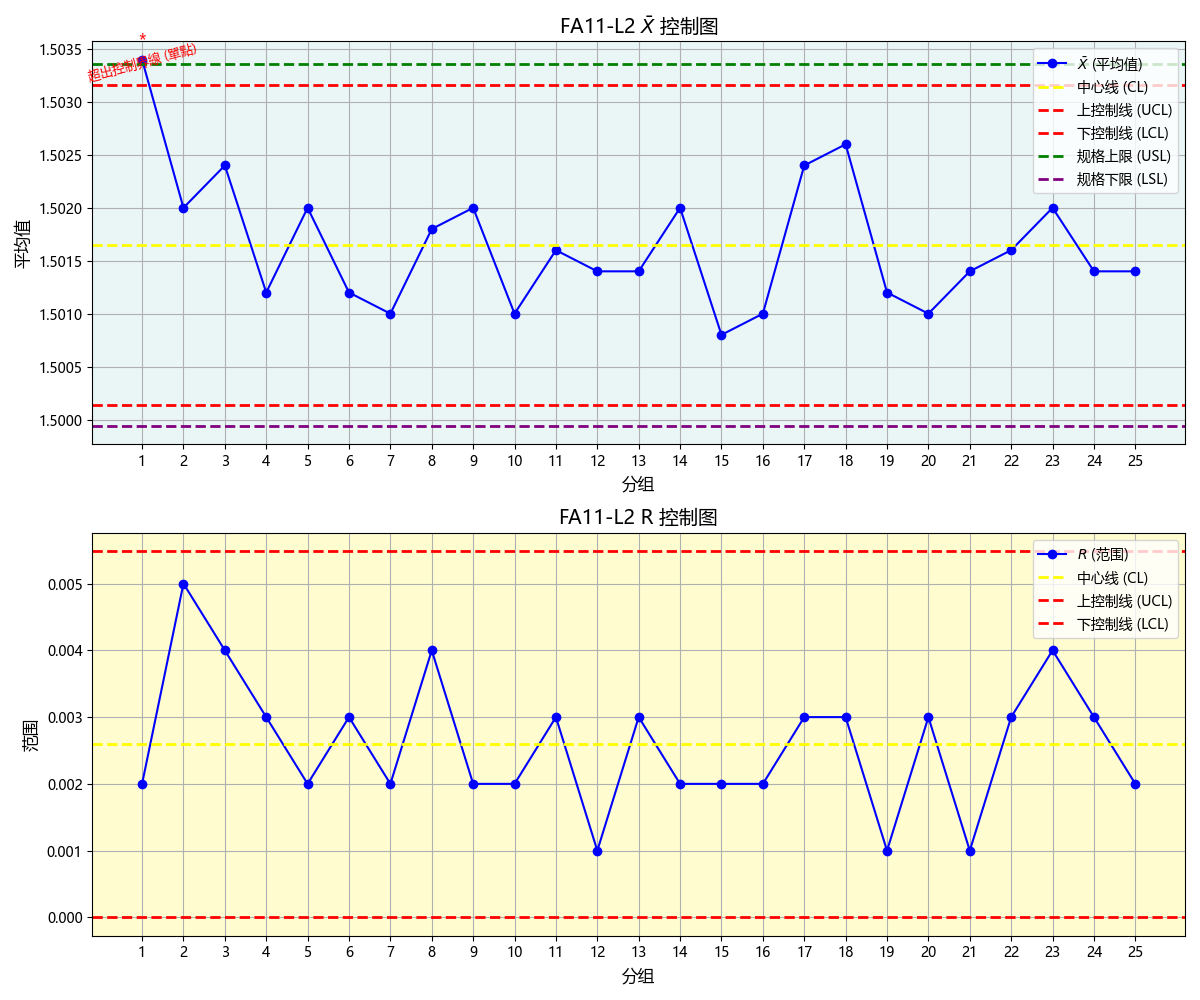 FA11-L2 X̄ 控制图
*
超出控制界線 (單點)
1.5035
1.5030
1.5025
1.5020
1.5015
1.5010
1.5005
1.5000
平均值
X̄ (平均值)
中心线 (CL)
上控制线 (UCL)
下控制线 (LCL)
规格上限 (USL)
规格下限 (LSL)
1 2 3 4 5 6 7 8 9 10 11 12 13 14 15 16 17 18 19 20 21 22 23 24 25
分组
FA11-L2 R 控制图
0.005
0.004
0.003
0.002
0.001
0.000
范围
R (范围)
中心线 (CL)
上控制线 (UCL)
下控制线 (LCL)
1 2 3 4 5 6 7 8 9 10 11 12 13 14 15 16 17 18 19 20 21 22 23 24 25
分组